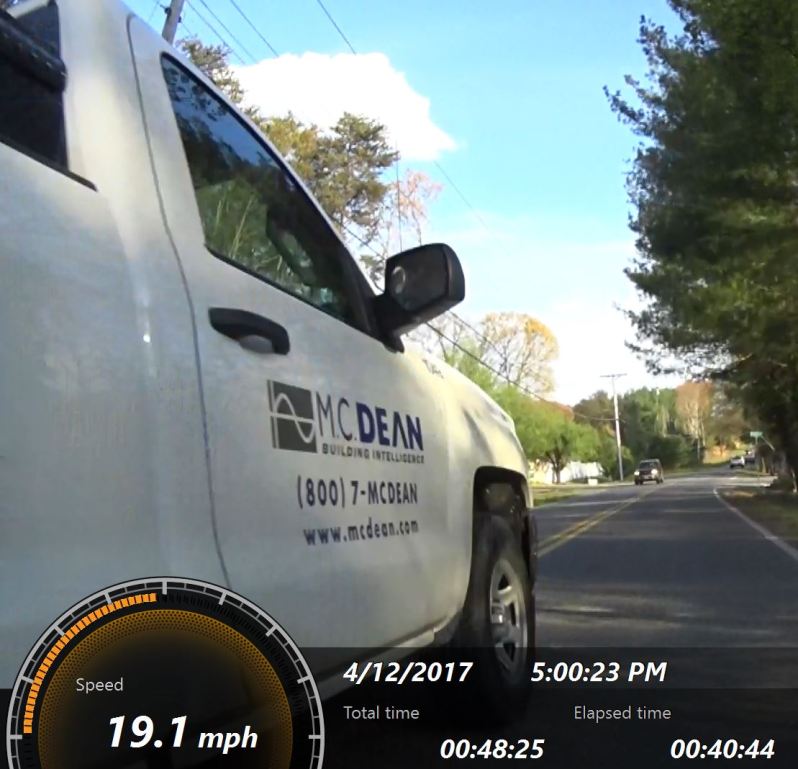 M.C.DEAN
BUILDING INTELLIGENCE
(800) 7-MCDEAN
www.mcdean.com
4/12/2017 5:00:23 PM
Speed
Total time Elapsed time
19.1 mph
00:48:25 00:40:44